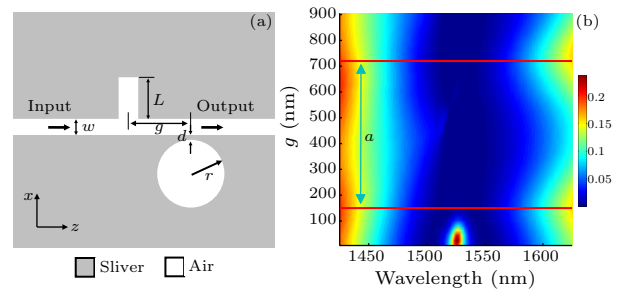 (a)
Input
Output
L
w
g
d
r
x
z
Sliver
Air
(b)
900
800
700
600
500
400
300
200
100
g (nm)
a
1450
1500
1550
1600
Wavelength (nm)
0.2
0.15
0.1
0.05